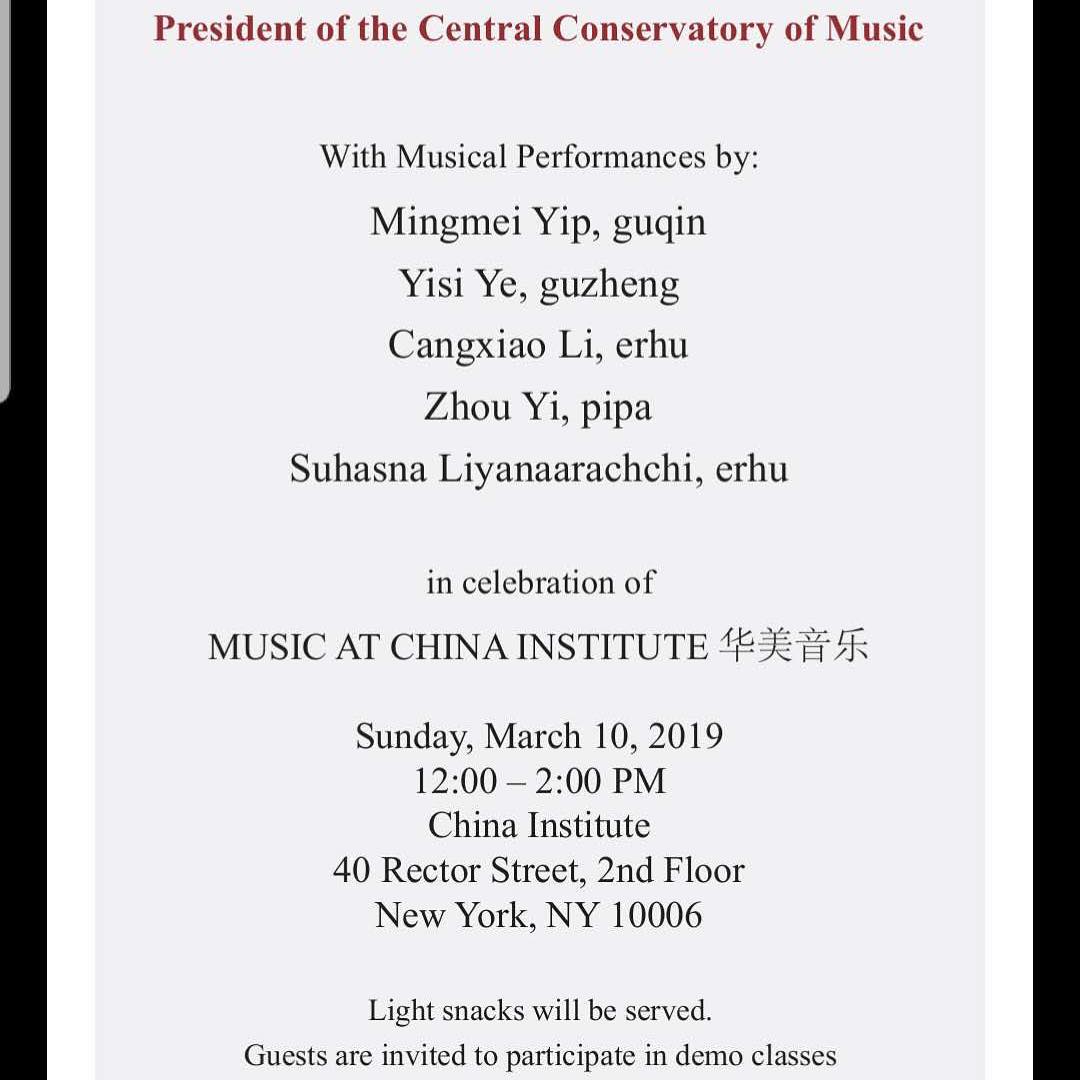 President of the Central Conservatory of Music
With Musical Performances by:
Mingmei Yip, guqin
Yisi Ye, guzheng
Cangxiao Li, erhu
Zhou Yi, pipa
Suhasna Liyanaarachchi, erhu
in celebration of
MUSIC AT CHINA INSTITUTE 华美音乐
Sunday, March 10, 2019
12:00 – 2:00 PM
China Institute
40 Rector Street, 2nd Floor
New York, NY 10006
Light snacks will be served.
Guests are invited to participate in demo classes